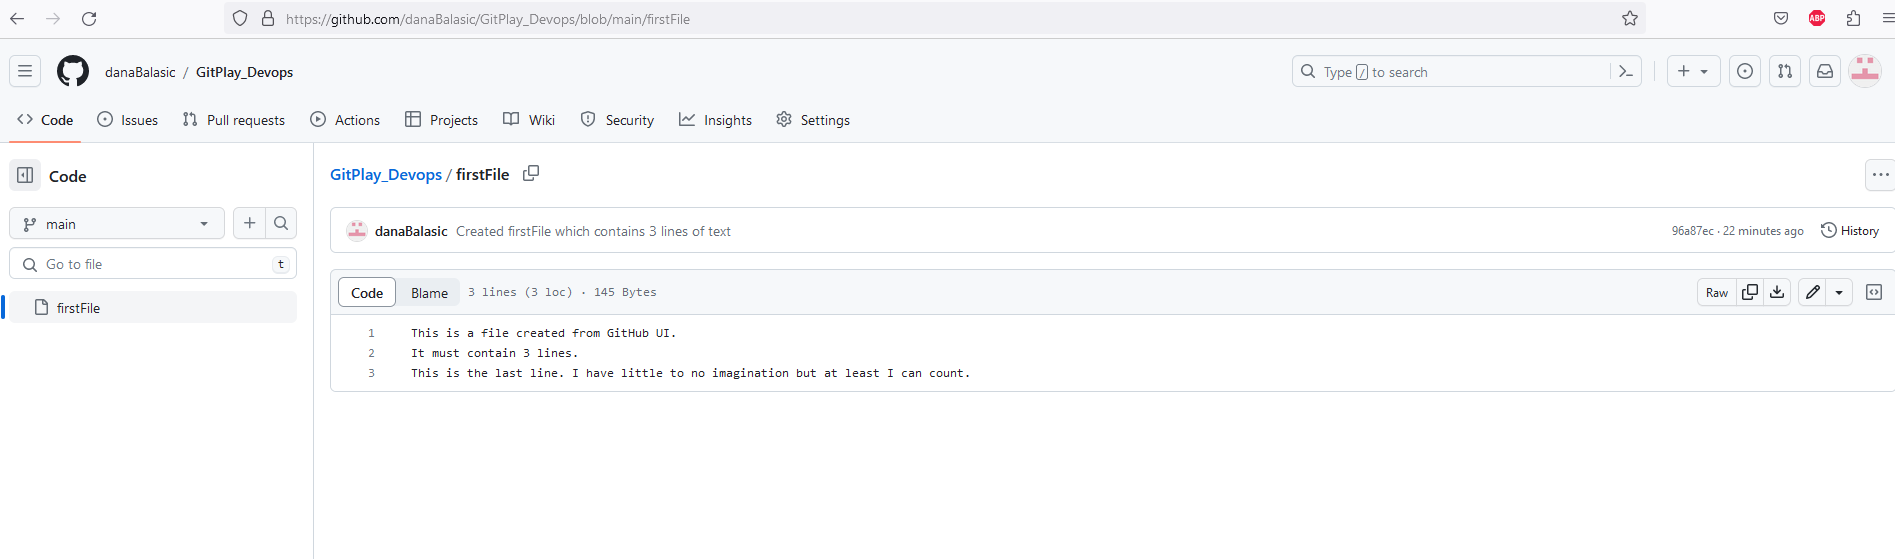 https://github.com/danaBalasic/GitPlay_Devops/blob/main/firstFile
ABP
danaBalasic / GitPlay_Devops
Type / to search
Code Issues Pull requests Actions Projects Wiki Security Insights Settings
Code
main
Go to file t
firstFile
GitPlay_Devops / firstFile
danaBalasic Created firstFile which contains 3 lines of text 96a87ec · 22 minutes ago History
Code Blame 3 lines (3 loc) · 145 Bytes Raw
1 This is a file created from GitHub UI.
2 It must contain 3 lines.
3 This is the last line. I have little to no imagination but at least I can count.